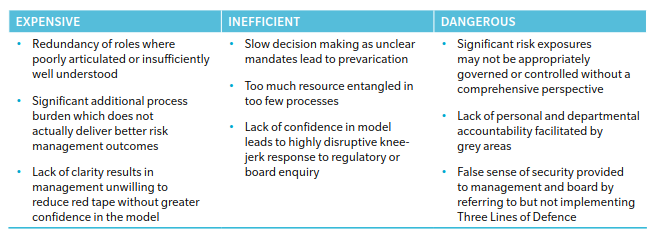 EXPENSIVE
Redundancy of roles where
poorly articulated or insufficiently
well understood
Significant additional process
burden which does not
actually deliver better risk
management outcomes
Lack of clarity results in
management unwilling to
reduce red tape without greater
confidence in the model
INEFFICIENT
Slow decision making as unclear
mandates lead to prevarication
Too much resource entangled in
too few processes
Lack of confidence in model
leads to highly disruptive knee-
jerk response to regulatory or
board enquiry
DANGEROUS
Significant risk exposures
may not be appropriately
governed or controlled without a
comprehensive perspective
Lack of personal and departmental
accountability facilitated by
grey areas
False sense of security provided
to management and board by
referring to but not implementing
Three Lines of Defence